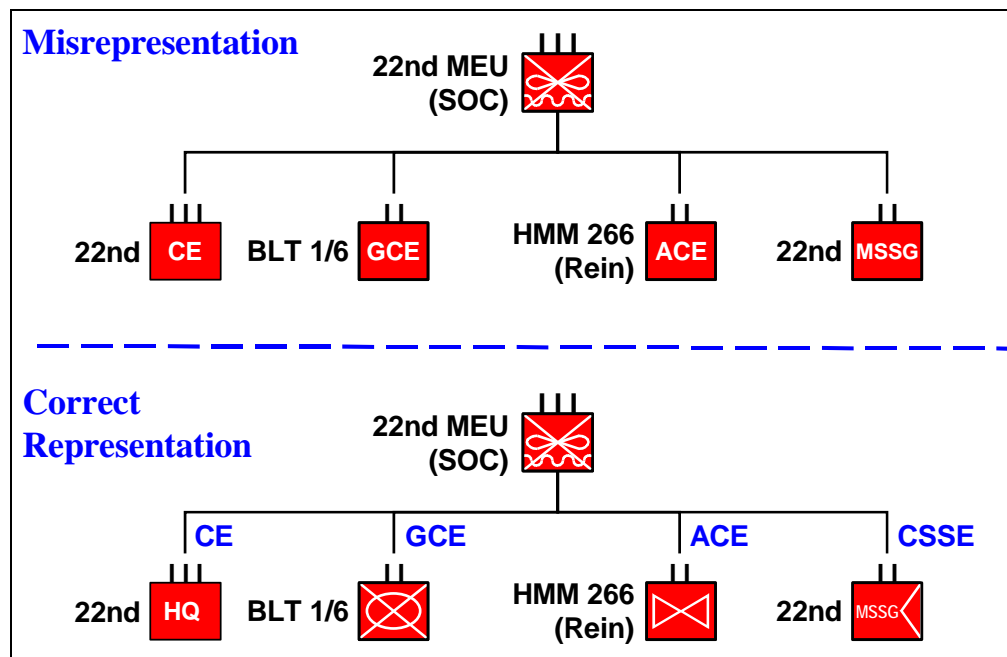 Misrepresentation
22nd MEU
(SOC)
22nd
CE
BLT 1/6
GCE
HMM 266
(Rein)
ACE
22nd
MSSG
Correct
Representation
22nd MEU
(SOC)
CE
GCE
ACE
CSSE
22nd
HQ
BLT 1/6
HMM 266
(Rein)
22nd
MSSG